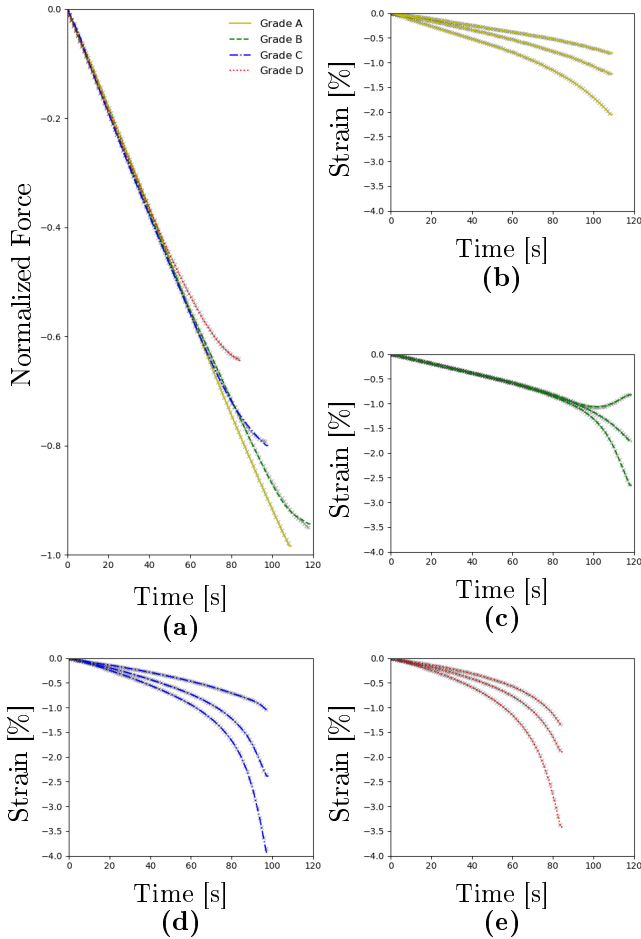 Normalized Force
0.0
−0.2
−0.4
−0.6
−0.8
−1.0
Grade A
Grade B
Grade C
Grade D
0 20 40 60 80 100 120
Time [s]
(a)
Strain [%]
0.0
−0.5
−1.0
−1.5
−2.0
−2.5
−3.0
−3.5
−4.0
0 20 40 60 80 100 120
Time [s]
(b)
Strain [%]
0.0
−0.5
−1.0
−1.5
−2.0
−2.5
−3.0
−3.5
−4.0
0 20 40 60 80 100 120
Time [s]
(c)
Strain [%]
0.0
−0.5
−1.0
−1.5
−2.0
−2.5
−3.0
−3.5
−4.0
0 20 40 60 80 100 120
Time [s]
(d)
Strain [%]
0.0
−0.5
−1.0
−1.5
−2.0
−2.5
−3.0
−3.5
−4.0
0 20 40 60 80 100 120
Time [s]
(e)